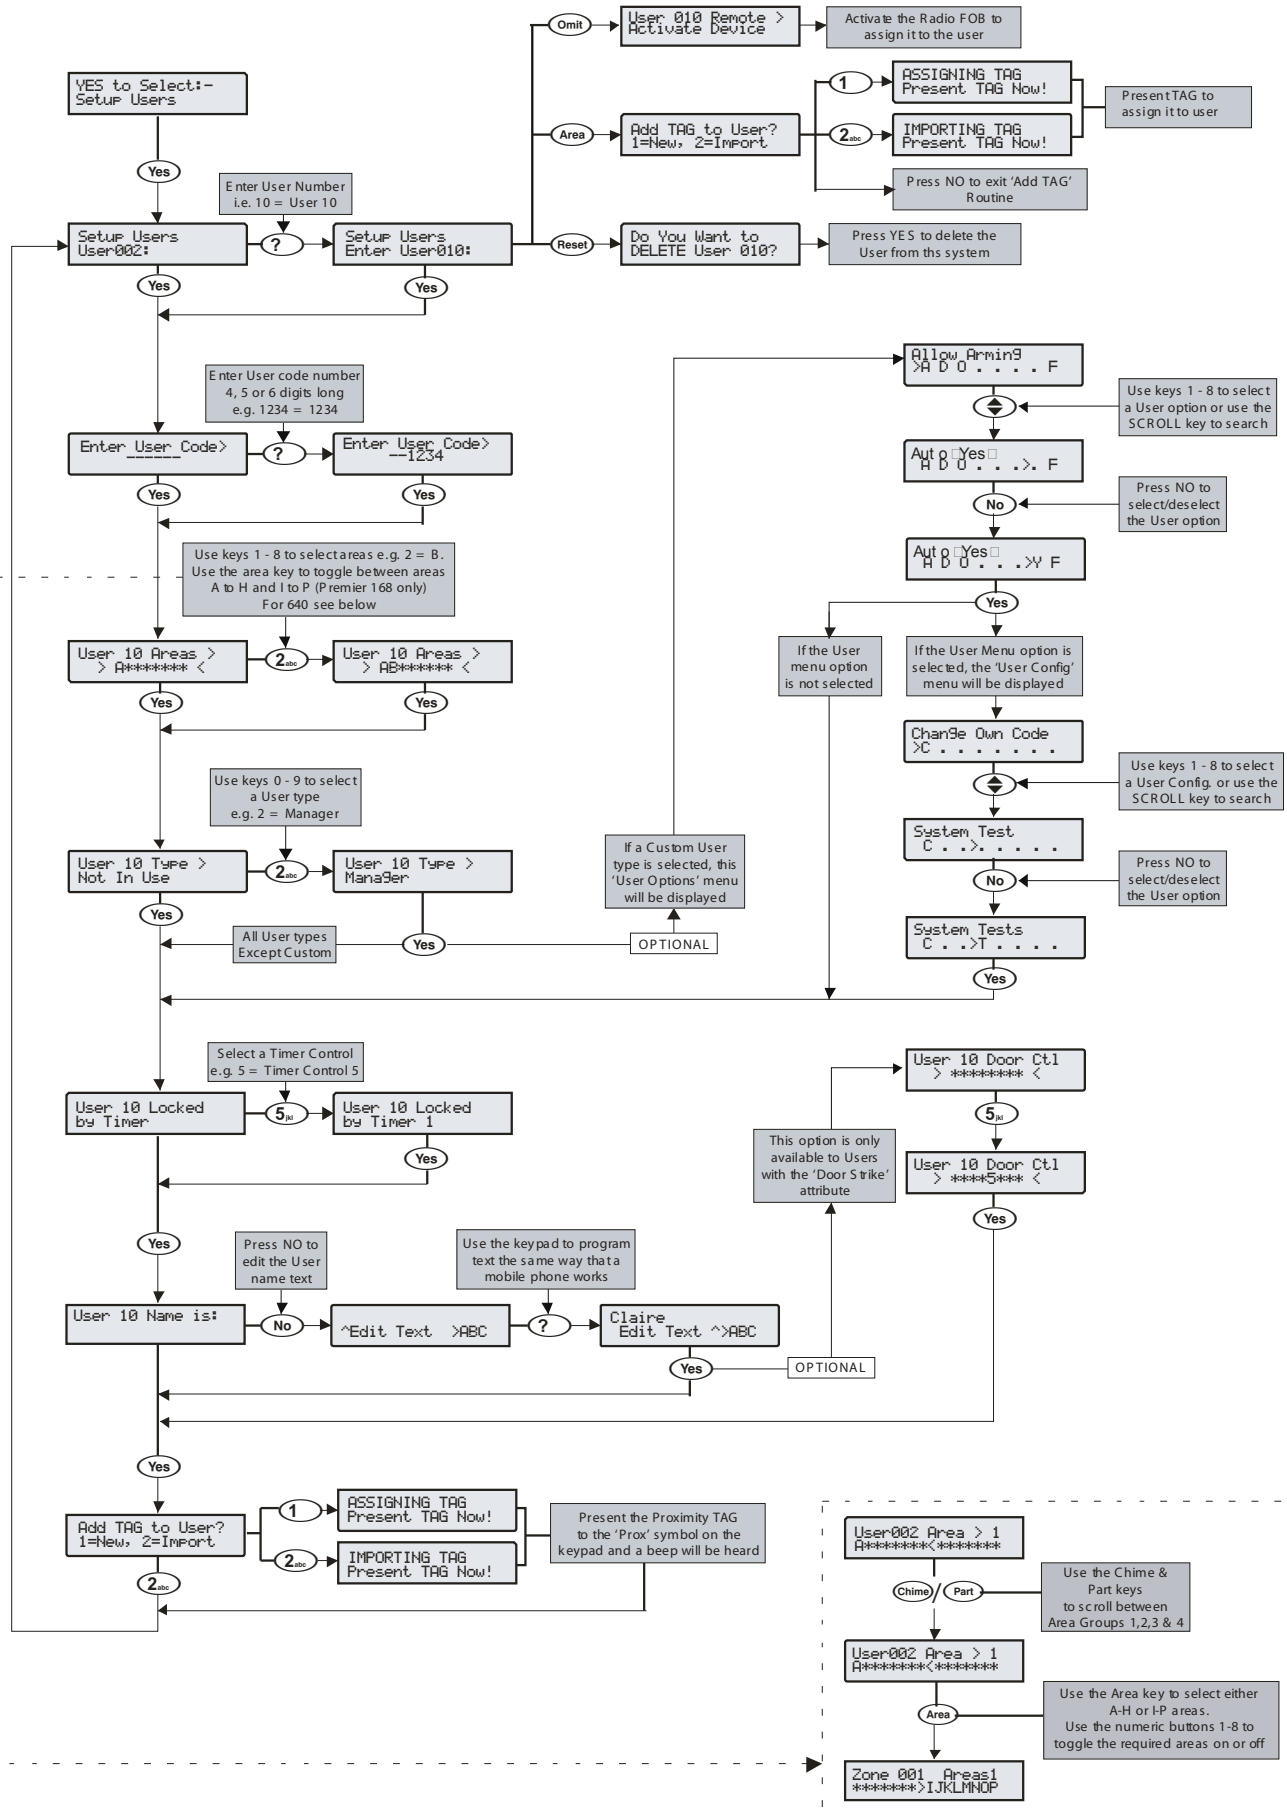 Omit
User 010 Remote >
Activate Device
Activate the Radio FOB to
assign it to the user
YES to Select:-
Setup Users
1
ASSIGNING TAG
Present TAG Now!
Present TAG to
assign it to user
Area
Add TAG to User?
1=New, 2=Import
2abc
IMPORTING TAG
Present TAG Now!
Yes
Enter User Number
i.e. 10 = User 10
Press NO to exit ‘Add TAG’
Routine
Setup Users
User002:
?
Setup Users
Enter User010:
Reset
Do You Want to
DELETE User 010?
Press YES to delete the
User from ths system
Yes
Yes
Enter User code number
4, 5 or 6 digits long
e.g. 1234 = 1234
Enter User Code>
------
?
Enter User Code>
--1234
Yes
Yes
Allow Arming
>A D O . . . . F
Use keys 1 - 8 to select
a User option or use the
SCROLL key to search
Auto □Yes□
A D O . . .>. F
No
Press NO to
select/deselect
the User option
Auto □Yes□
A D O . . .>Y F
Yes
Use keys 1 - 8 to select areas e.g. 2 = B.
Use the area key to toggle between areas
A to H and I to P (Premier 168 only)
For 640 see below
User 10 Areas >
> A******* <
2abc
User 10 Areas >
> AB****** <
Yes
Yes
If the User
menu option
is not selected
If the User Menu option is
selected, the ‘User Config’
menu will be displayed
Change Own Code
>C . . . . . . .
Use keys 1 - 8 to select
a User Config. or use the
SCROLL key to search
System Test
C . .>. . . . .
No
Press NO to
select/deselect
the User option
System Tests
C . .>T . . . .
Yes
Use keys 0 - 9 to select
a User type
e.g. 2 = Manager
User 10 Type >
Not In Use
2abc
User 10 Type >
Manager
If a Custom User
type is selected, this
‘User Options’ menu
will be displayed
Yes
All User types
Except Custom
Yes
OPTIONAL
Select a Timer Control
e.g. 5 = Timer Control 5
User 10 Locked
by Timer
5jkl
User 10 Locked
by Timer 1
Yes
User 10 Door Ctl
> ******** <
5jkl
User 10 Door Ctl
> ****5*** <
Yes
This option is only
available to Users
with the ‘Door Strike’
attribute
Yes
Press NO to
edit the User
name text
Use the keypad to program
text the same way that a
mobile phone works
User 10 Name is:
No
^Edit Text >ABC
?
Claire
Edit Text ^>ABC
Yes
OPTIONAL
Yes
Add TAG to User?
1=New, 2=Import
1
ASSIGNING TAG
Present TAG Now!
2abc
IMPORTING TAG
Present TAG Now!
Present the Proximity TAG
to the ‘Prox’ symbol on the
keypad and a beep will be heard
2abc
User002 Area > 1
A*******<*******
Chime / Part
Use the Chime &
Part keys
to scroll between
Area Groups 1,2,3 & 4
User002 Area > 1
A*******<*******
Area
Use the Area key to select either
A-H or I-P areas.
Use the numeric buttons 1-8 to
toggle the required areas on or off
Zone 001 Areas1
*******>IJKLMNOP